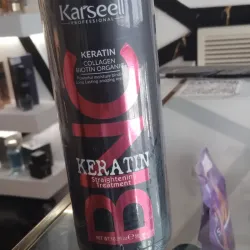 Karseell
PROFESSIONAL
KERATIN
COLLAGEN
BIOTIN ORGANIC
BNC
KERATIN
Straightening
Treatment